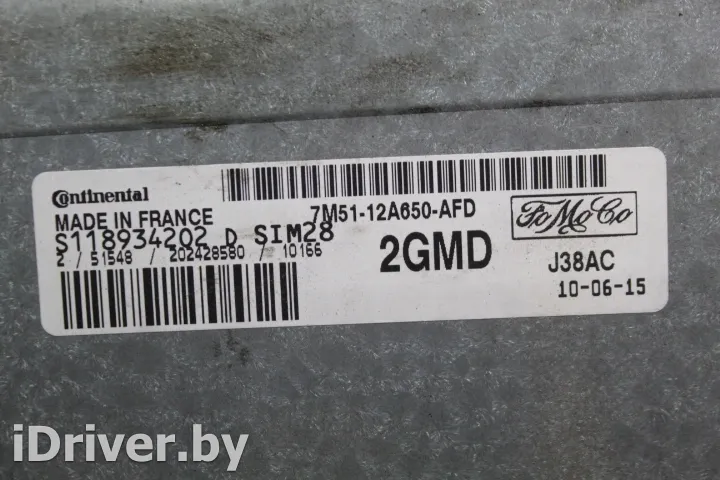 Continental
MADE IN FRANCE
7M51-12A650-AFD
FoMoCo
S118934202 D SIM28
2 / 51548 / 202428580 / 10166
2GMD
J38AC
10-06-15
iDriver.by